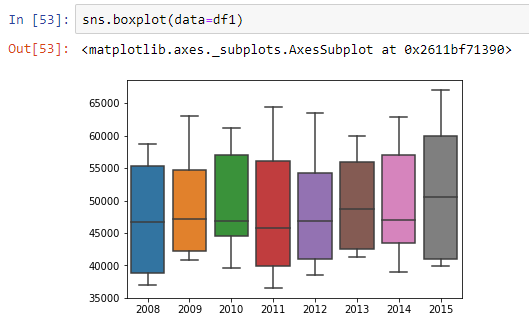 In [53]: sns.boxplot(data=df1)
Out[53]: <matplotlib.axes._subplots.AxesSubplot at 0x2611bf71390>
65000
60000
55000
50000
45000
40000
35000
2008 2009 2010 2011 2012 2013 2014 2015